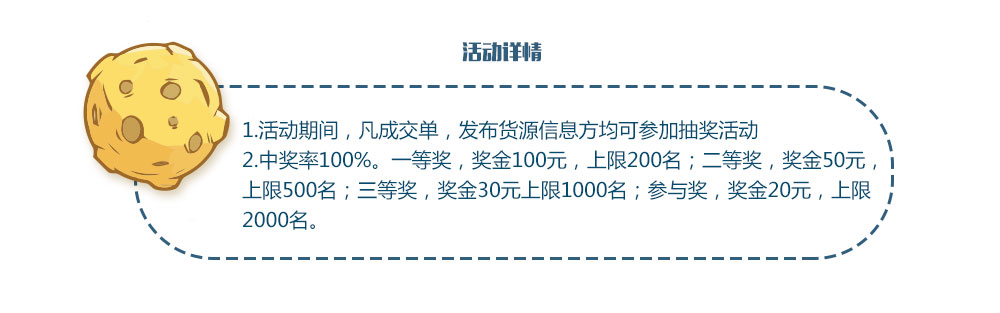 活动详情
1.活动期间，凡成交单，发布货源信息方均可参加抽奖活动
2.中奖率100%。一等奖，奖金100元，上限200名；二等奖，奖金50元，
上限500名；三等奖，奖金30元上限1000名；参与奖，奖金20元，上限
2000名。